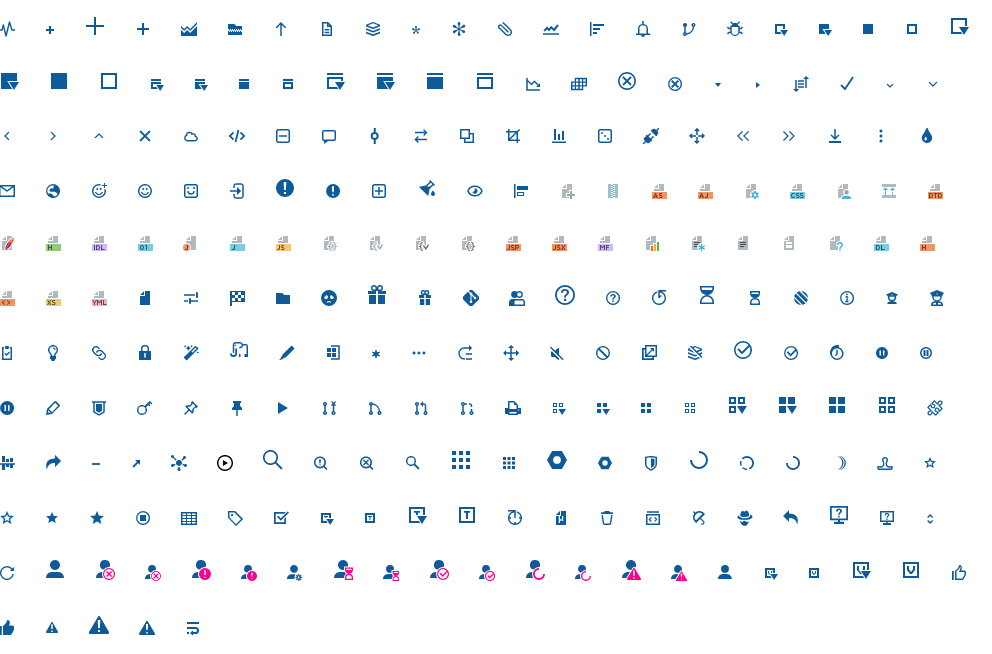 AS AJ CSS DTD
H IDL 01 J J JS JSP JSX MF DL H
<> XS YML ? ? i
T T T T ? ?